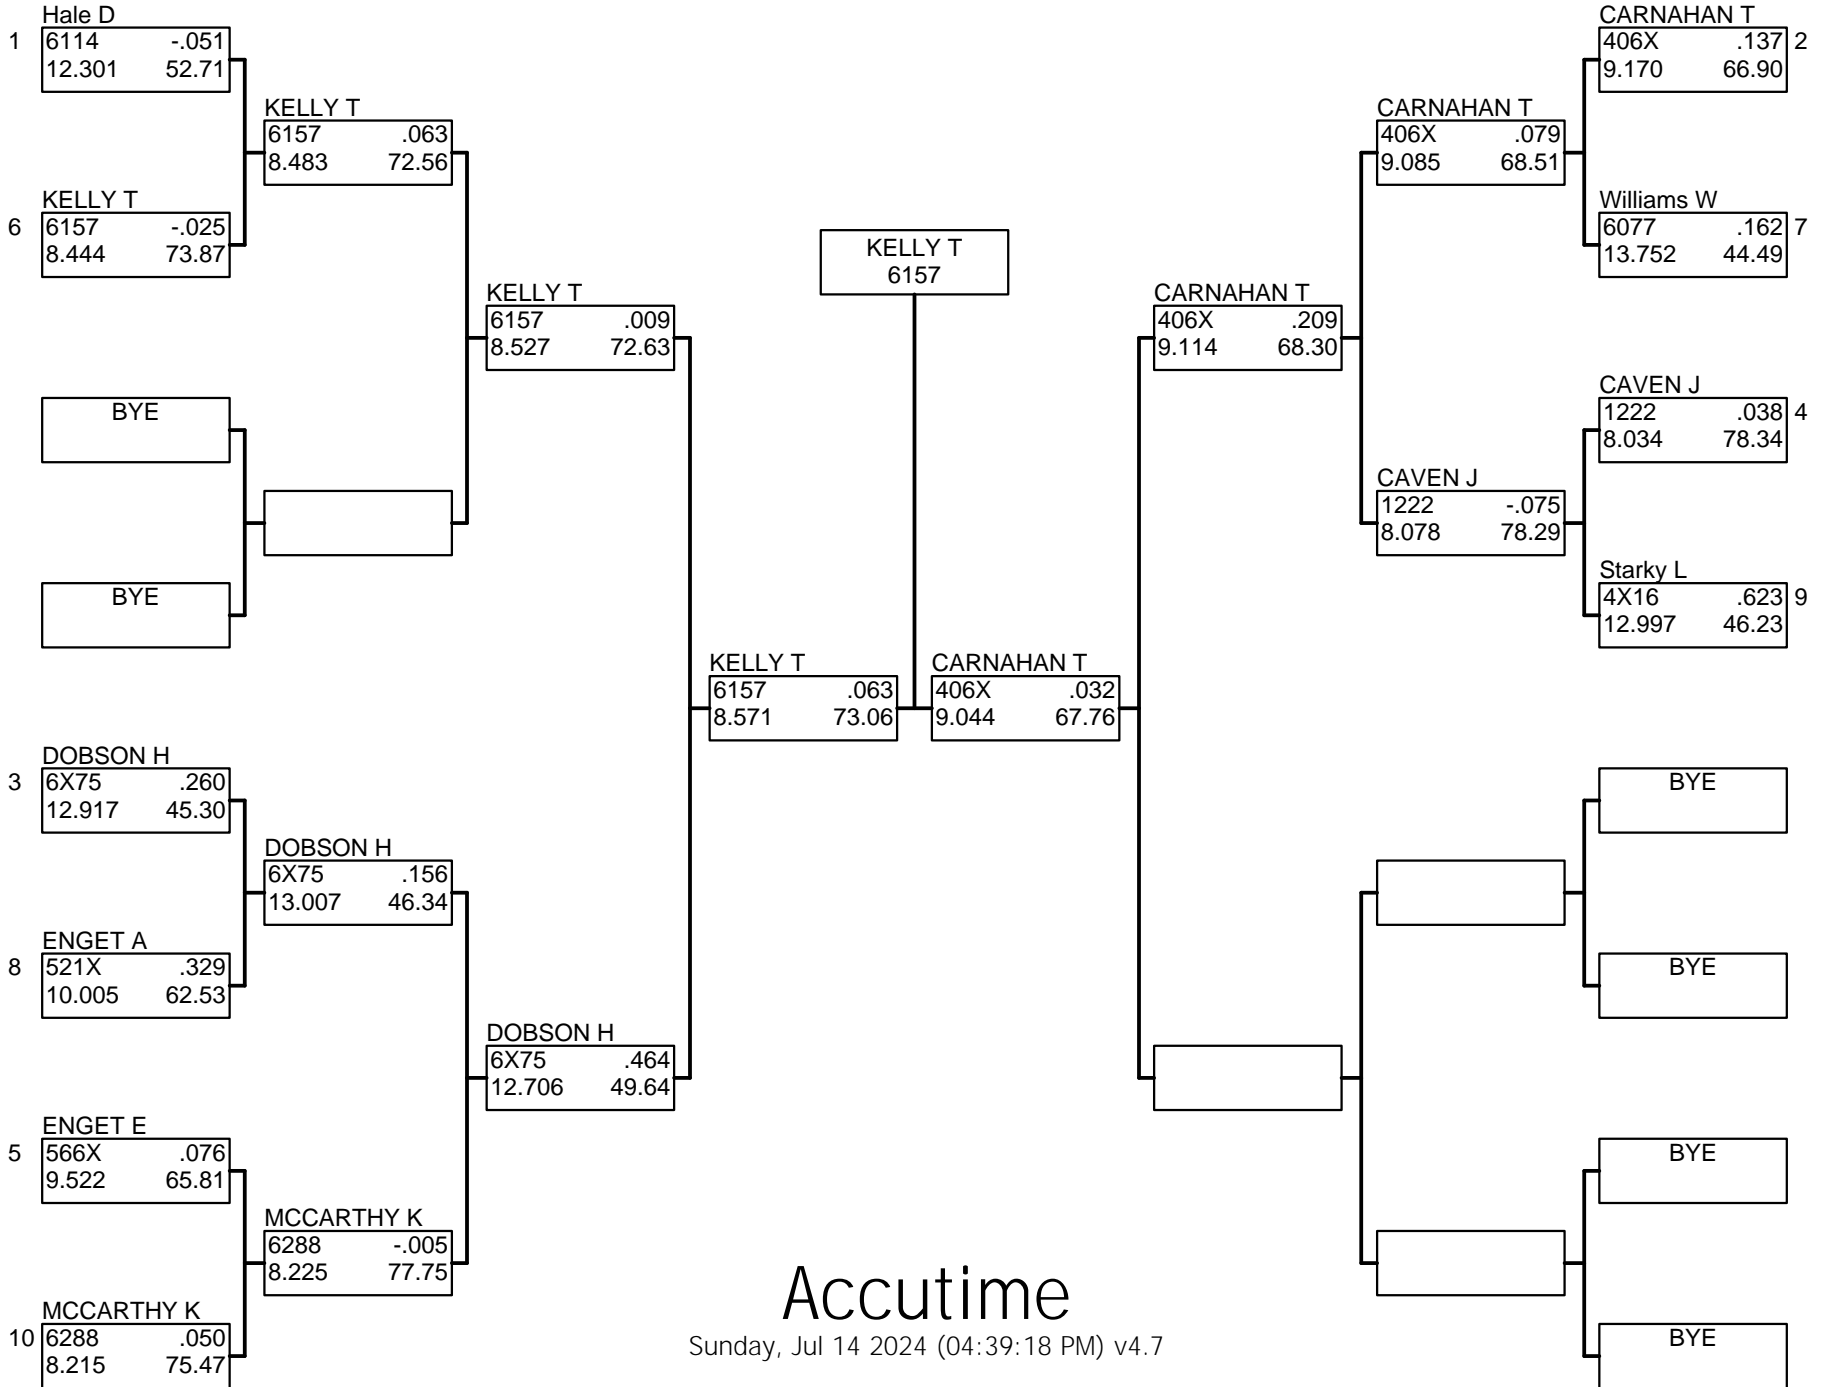 Hale D
1 6114 -.051
12.301 52.71
KELLY T
6 6157 -.025
8.444 73.87
BYE
BYE
DOBSON H
3 6X75 .260
12.917 45.30
ENGET A
8 521X .329
10.005 62.53
ENGET E
5 566X .076
9.522 65.81
MCCARTHY K
10 6288 .050
8.215 75.47
KELLY T
6157 .063
8.483 72.56
DOBSON H
6X75 .156
13.007 46.34
MCCARTHY K
6288 -.005
8.225 77.75
KELLY T
6157 .009
8.527 72.63
DOBSON H
6X75 .464
12.706 49.64
KELLY T
6157 .063
8.571 73.06
KELLY T
6157
CARNAHAN T
406X .032
9.044 67.76
CARNAHAN T
406X .209
9.114 68.30
CARNAHAN T
406X .079
9.085 68.51
CAVEN J
1222 -.075
8.078 78.29
CARNAHAN T
406X .137 2
9.170 66.90
Williams W
6077 .162 7
13.752 44.49
CAVEN J
1222 .038 4
8.034 78.34
Starky L
4X16 .623 9
12.997 46.23
BYE
BYE
BYE
BYE
Accutime
Sunday, Jul 14 2024 (04:39:18 PM) v4.7